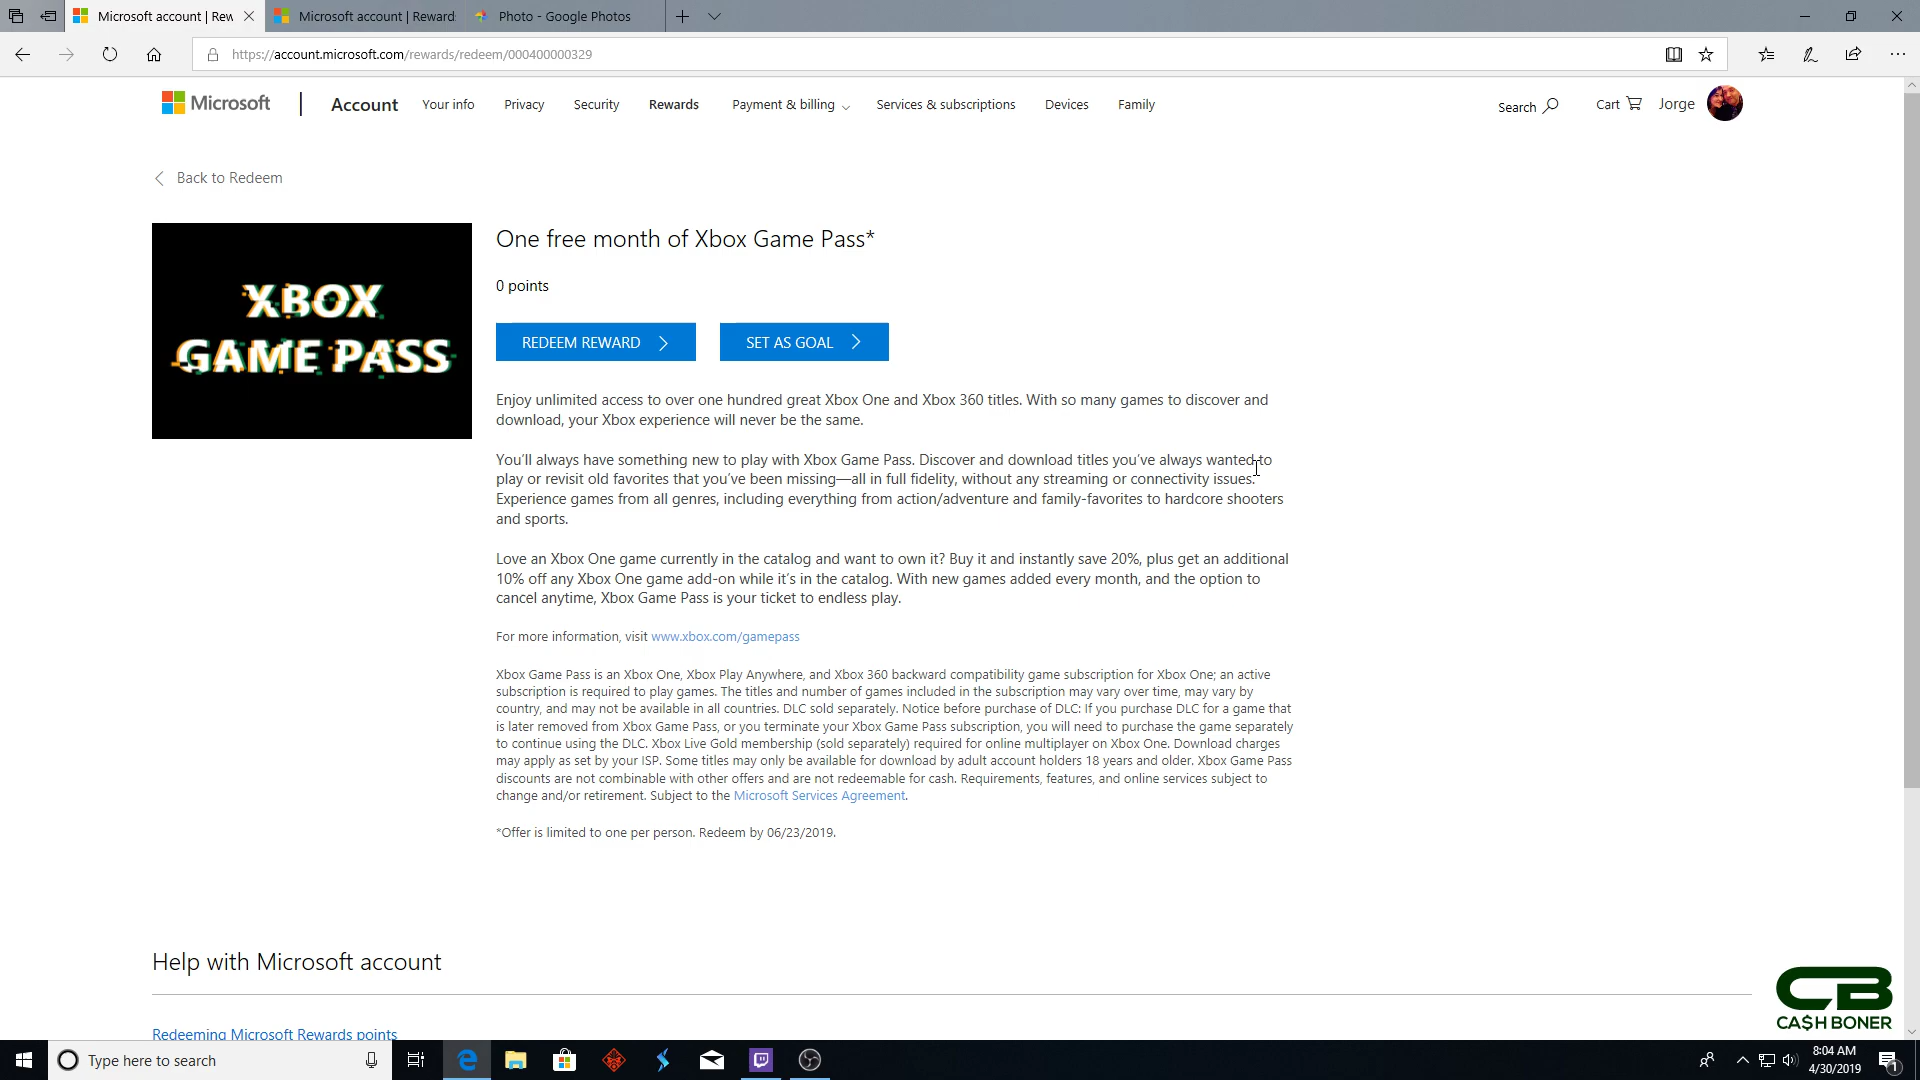 Microsoft account | Rew
Microsoft account | Reward
Photo - Google Photos
https://account.microsoft.com/rewards/redeem/000400000329
Microsoft
Account
Your info
Privacy
Security
Rewards
Payment & billing
Services & subscriptions
Devices
Family
Search
Cart
Jorge
Back to Redeem
XBOX
GAME PASS
One free month of Xbox Game Pass*
0 points
REDEEM REWARD
SET AS GOAL
Enjoy unlimited access to over one hundred great Xbox One and Xbox 360 titles. With so many games to discover and
download, your Xbox experience will never be the same.
You'll always have something new to play with Xbox Game Pass. Discover and download titles you've always wanted to
play or revisit old favorites that you've been missing—all in full fidelity, without any streaming or connectivity issues.
Experience games from all genres, including everything from action/adventure and family-favorites to hardcore shooters
and sports.
Love an Xbox One game currently in the catalog and want to own it? Buy it and instantly save 20%, plus get an additional
10% off any Xbox One game add-on while it's in the catalog. With new games added every month, and the option to
cancel anytime, Xbox Game Pass is your ticket to endless play.
For more information, visit www.xbox.com/gamepass
Xbox Game Pass is an Xbox One, Xbox Play Anywhere, and Xbox 360 backward compatibility game subscription for Xbox One; an active
subscription is required to play games. The titles and number of games included in the subscription may vary over time, may vary by
country, and may not be available in all countries. DLC sold separately. Notice before purchase of DLC: If you purchase DLC for a game that
is later removed from Xbox Game Pass, or you terminate your Xbox Game Pass subscription, you will need to purchase the game separately
to continue using the DLC. Xbox Live Gold membership (sold separately) required for online multiplayer on Xbox One. Download charges
may apply as set by your ISP. Some titles may only be available for download by adult account holders 18 years and older. Xbox Game Pass
discounts are not combinable with other offers and are not redeemable for cash. Requirements, features, and online services subject to
change and/or retirement. Subject to the Microsoft Services Agreement.
*Offer is limited to one per person. Redeem by 06/23/2019.
Help with Microsoft account
Redeeming Microsoft Rewards points
CB
CA$H BONER
Type here to search
8:04 AM
4/30/2019
1